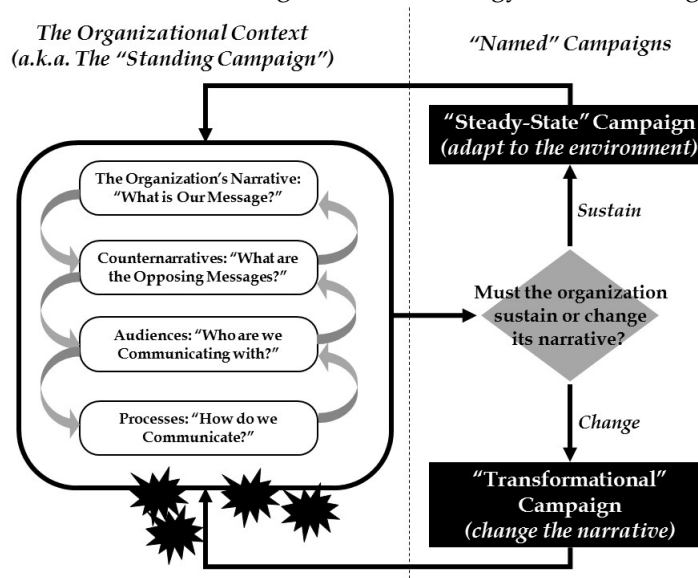 The Organizational Context
(a.k.a. The “Standing Campaign”)
“Named” Campaigns
The Organization’s Narrative:
“What is Our Message?”
Counternarratives: “What are
the Opposing Messages?”
Audiences: “Who are we
Communicating with?”
Processes: “How do we
Communicate?”
“Steady-State” Campaign
(adapt to the environment)
Sustain
Must the organization
sustain or change
its narrative?
Change
“Transformational”
Campaign
(change the narrative)